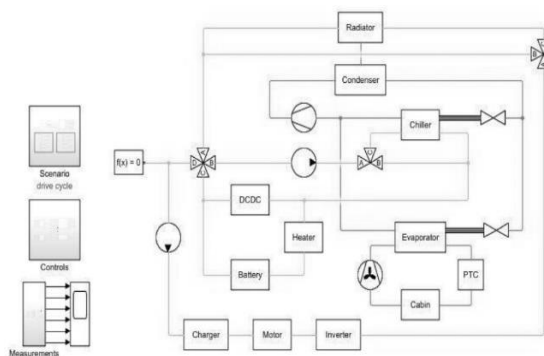 Radiator
B
Condenser
Chiller
f(x) = 0
A
D
B
C
A
Scenario
drive cycle
DCDC
Heater
Evaporator
Controls
Battery
PTC
Cabin
Charger
Motor
Inverter
Measurements